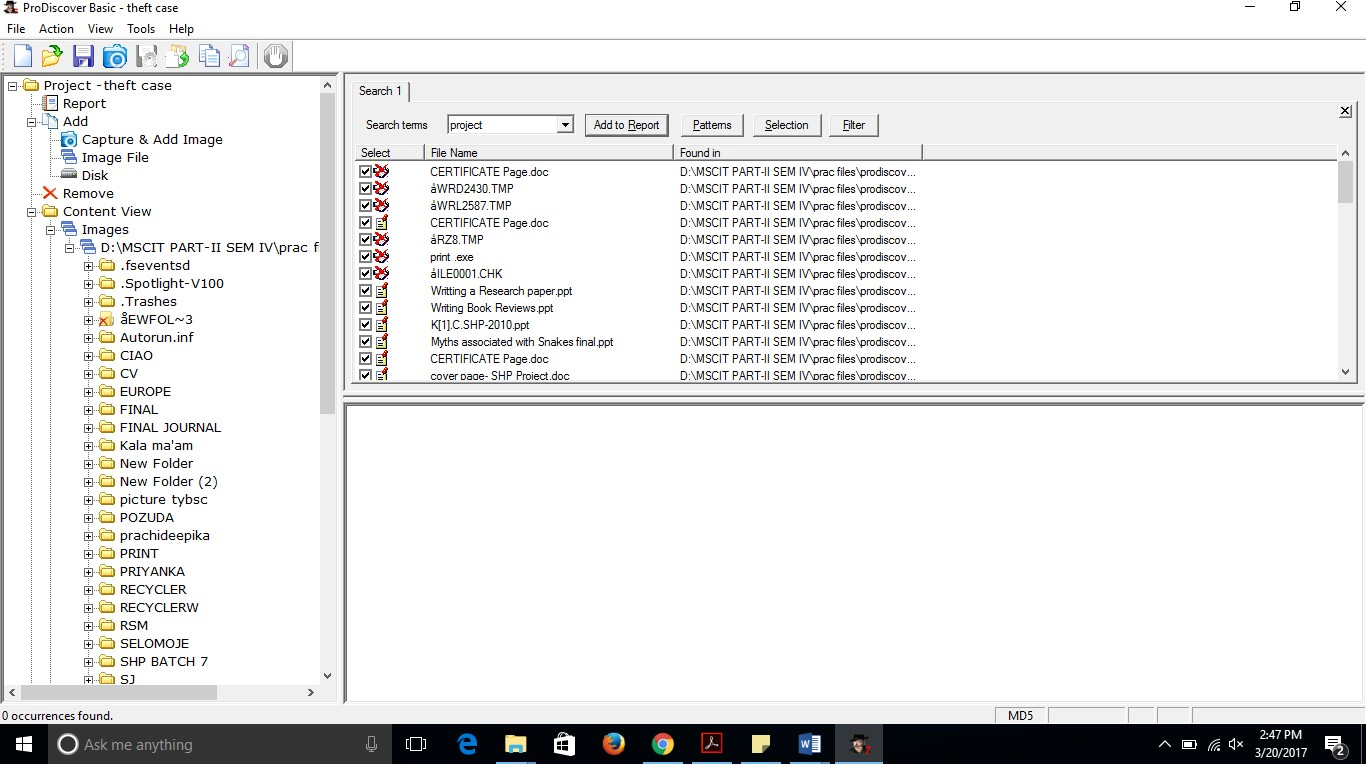 ProDiscover Basic - theft case
File Action View Tools Help
Project -theft case
Report
Add
Capture & Add Image
Image File
Disk
Remove
Content View
Images
D:\MSCIT PART-II SEM IV\prac f
.fseventsd
.Spotlight-V100
.Trashes
åEWFOL~3
Autorun.inf
CIAO
CV
EUROPE
FINAL
FINAL JOURNAL
Kala ma'am
New Folder
New Folder (2)
picture tybsc
POZUDA
prachideepika
PRINT
PRIYANKA
RECYCLER
RECYCLERW
RSM
SELOMOJE
SHP BATCH 7
SJ
Search 1
Search terms project Add to Report Patterns Selection Filter
Select File Name Found in
CERTIFICATE Page.doc D:\MSCIT PART-II SEM IV\prac files\prodiscov...
åWRD2430.TMP D:\MSCIT PART-II SEM IV\prac files\prodiscov...
åWRL2587.TMP D:\MSCIT PART-II SEM IV\prac files\prodiscov...
CERTIFICATE Page.doc D:\MSCIT PART-II SEM IV\prac files\prodiscov...
åRZ8.TMP D:\MSCIT PART-II SEM IV\prac files\prodiscov...
print .exe D:\MSCIT PART-II SEM IV\prac files\prodiscov...
åILE0001.CHK D:\MSCIT PART-II SEM IV\prac files\prodiscov...
Writting a Research paper.ppt D:\MSCIT PART-II SEM IV\prac files\prodiscov...
Writing Book Reviews.ppt D:\MSCIT PART-II SEM IV\prac files\prodiscov...
K[1].C.SHP-2010.ppt D:\MSCIT PART-II SEM IV\prac files\prodiscov...
Myths associated with Snakes final.ppt D:\MSCIT PART-II SEM IV\prac files\prodiscov...
CERTIFICATE Page.doc D:\MSCIT PART-II SEM IV\prac files\prodiscov...
cover page- SHP Project.doc D:\MSCIT PART-II SEM IV\prac files\prodiscov...
0 occurrences found. MD5
Ask me anything
2:47 PM
3/20/2017
2